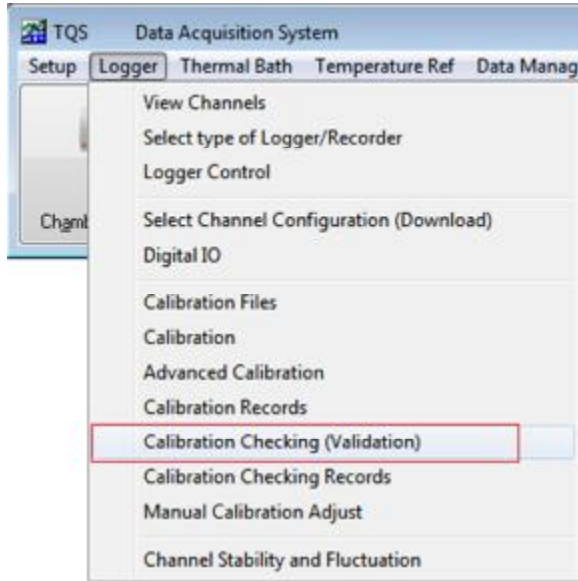 TQS Data Acquisition System
Setup Logger Thermal Bath Temperature Ref Data Manag
View Channels
Select type of Logger/Recorder
Logger Control
Chamb
Select Channel Configuration (Download)
Digital IO
Calibration Files
Calibration
Advanced Calibration
Calibration Records
Calibration Checking (Validation)
Calibration Checking Records
Manual Calibration Adjust
Channel Stability and Fluctuation